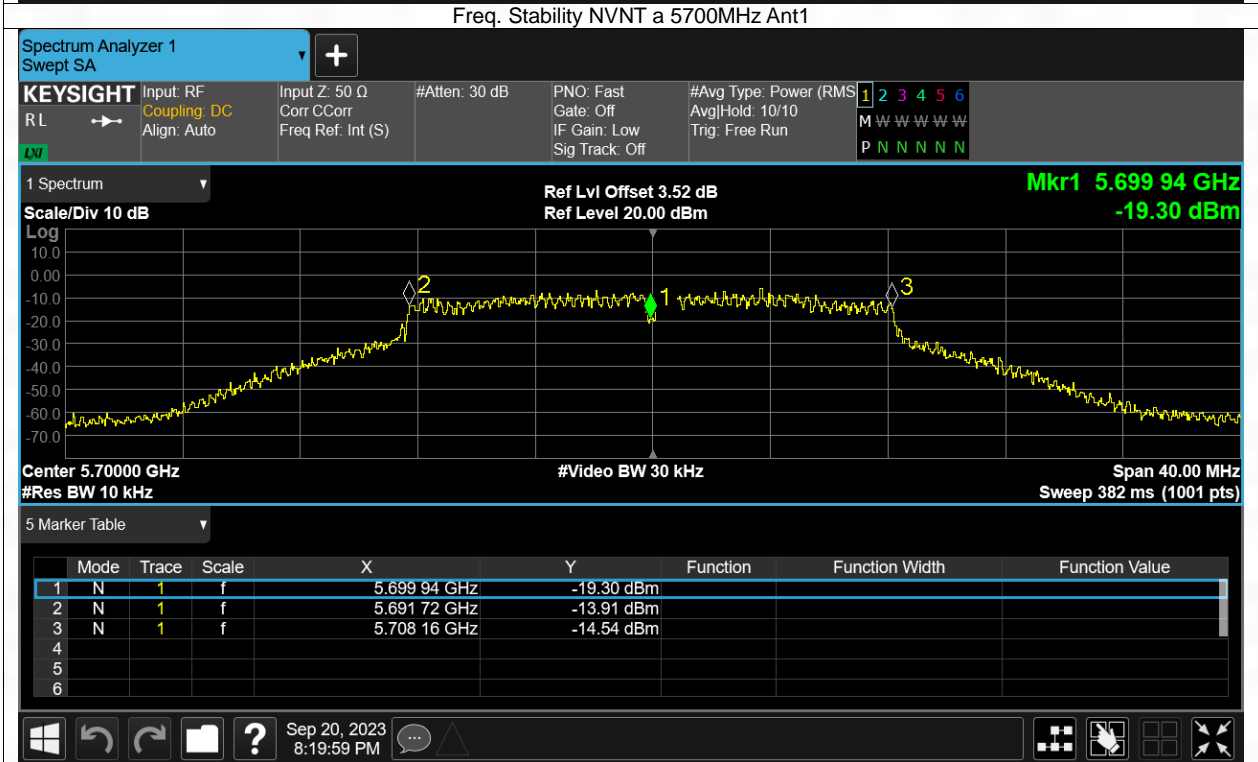 Freq. Stability NVNT a 5700MHz Ant1
Spectrum Analyzer 1
Swept SA
+
KEYSIGHT
RL
LXI
Input: RF
Coupling: DC
Align: Auto
Input Z: 50 Ω
Corr CCorr
Freq Ref: Int (S)
#Atten: 30 dB
PNO: Fast
Gate: Off
IF Gain: Low
Sig Track: Off
#Avg Type: Power (RMS
Avg|Hold: 10/10
Trig: Free Run
1 2 3 4 5 6
M W W W W W
P N N N N N
1 Spectrum
Scale/Div 10 dB
Ref Lvl Offset 3.52 dB
Ref Level 20.00 dBm
Mkr1 5.699 94 GHz
-19.30 dBm
Log
10.0
0.00
-10.0
-20.0
-30.0
-40.0
-50.0
-60.0
-70.0
2
1
3
Center 5.70000 GHz
#Res BW 10 kHz
#Video BW 30 kHz
Span 40.00 MHz
Sweep 382 ms (1001 pts)
5 Marker Table
Mode Trace Scale X Y Function Function Width Function Value
1 N 1 f 5.699 94 GHz -19.30 dBm
2 N 1 f 5.691 72 GHz -13.91 dBm
3 N 1 f 5.708 16 GHz -14.54 dBm
4
5
6
?
Sep 20, 2023
8:19:59 PM